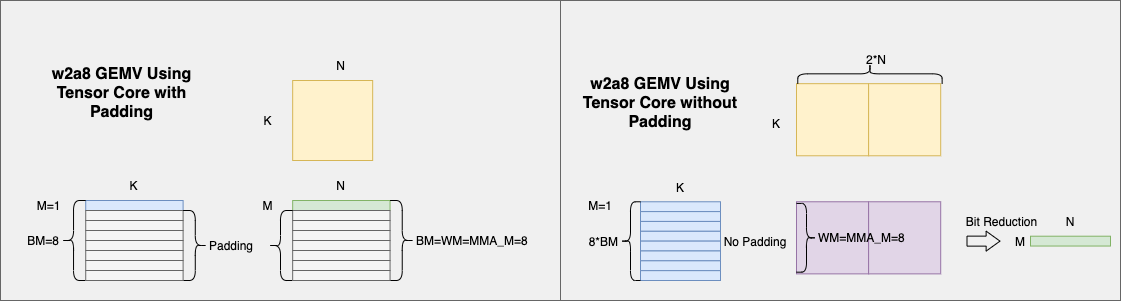 w2a8 GEMV Using
Tensor Core with
Padding
N
K
K
N
M=1
M
BM=8
Padding
BM=WM=MMA_M=8
w2a8 GEMV Using
Tensor Core without
Padding
2*N
K
K
M=1
8*BM
No Padding
WM=MMA_M=8
Bit Reduction
N
M